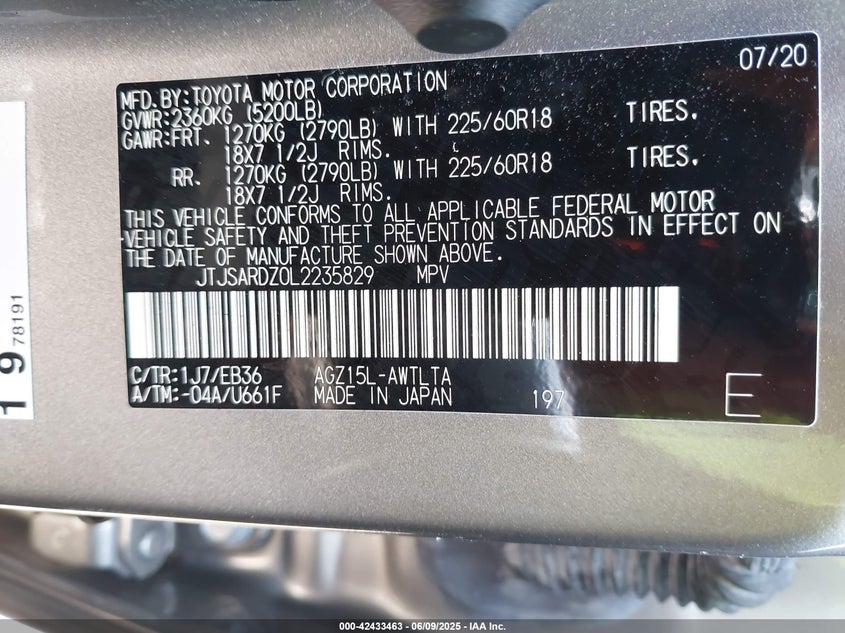 07/20
MFD.BY:TOYOTA MOTOR CORPORATION
GVWR:2360KG (5200LB)
GAWR:FRT. 1270KG (2790LB) WITH 225/60R18 TIRES.
18X7 1/2J RIMS.
RR. 1270KG (2790LB) WITH 225/60R18 TIRES.
18X7 1/2J RIMS.
THIS VEHICLE CONFORMS TO ALL APPLICABLE FEDERAL MOTOR
VEHICLE SAFETY AND THEFT PREVENTION STANDARDS IN EFFECT ON
THE DATE OF MANUFACTURE SHOWN ABOVE.
JTJSARDZ0L2235829 MPV
C/TR:1J7/EB36 AGZ15L-AWTLTA
A/TM:-04A/U661F MADE IN JAPAN 197
E
1 9 78191
000-42433463 - 06/09/2025 - IAA Inc.